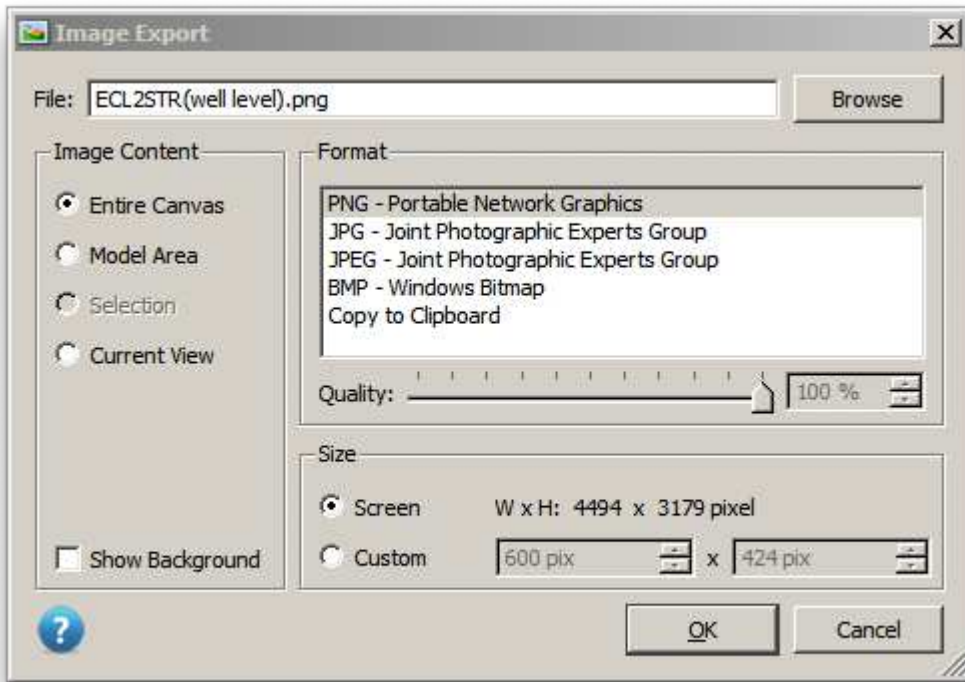 Image Export
File: ECL2STR(well level).png Browse
Image Content
Entire Canvas
Model Area
Selection
Current View
Show Background
Format
PNG - Portable Network Graphics
JPG - Joint Photographic Experts Group
JPEG - Joint Photographic Experts Group
BMP - Windows Bitmap
Copy to Clipboard
Quality: 100 %
Size
Screen W x H: 4494 x 3179 pixel
Custom 600 pix x 424 pix
? OK Cancel